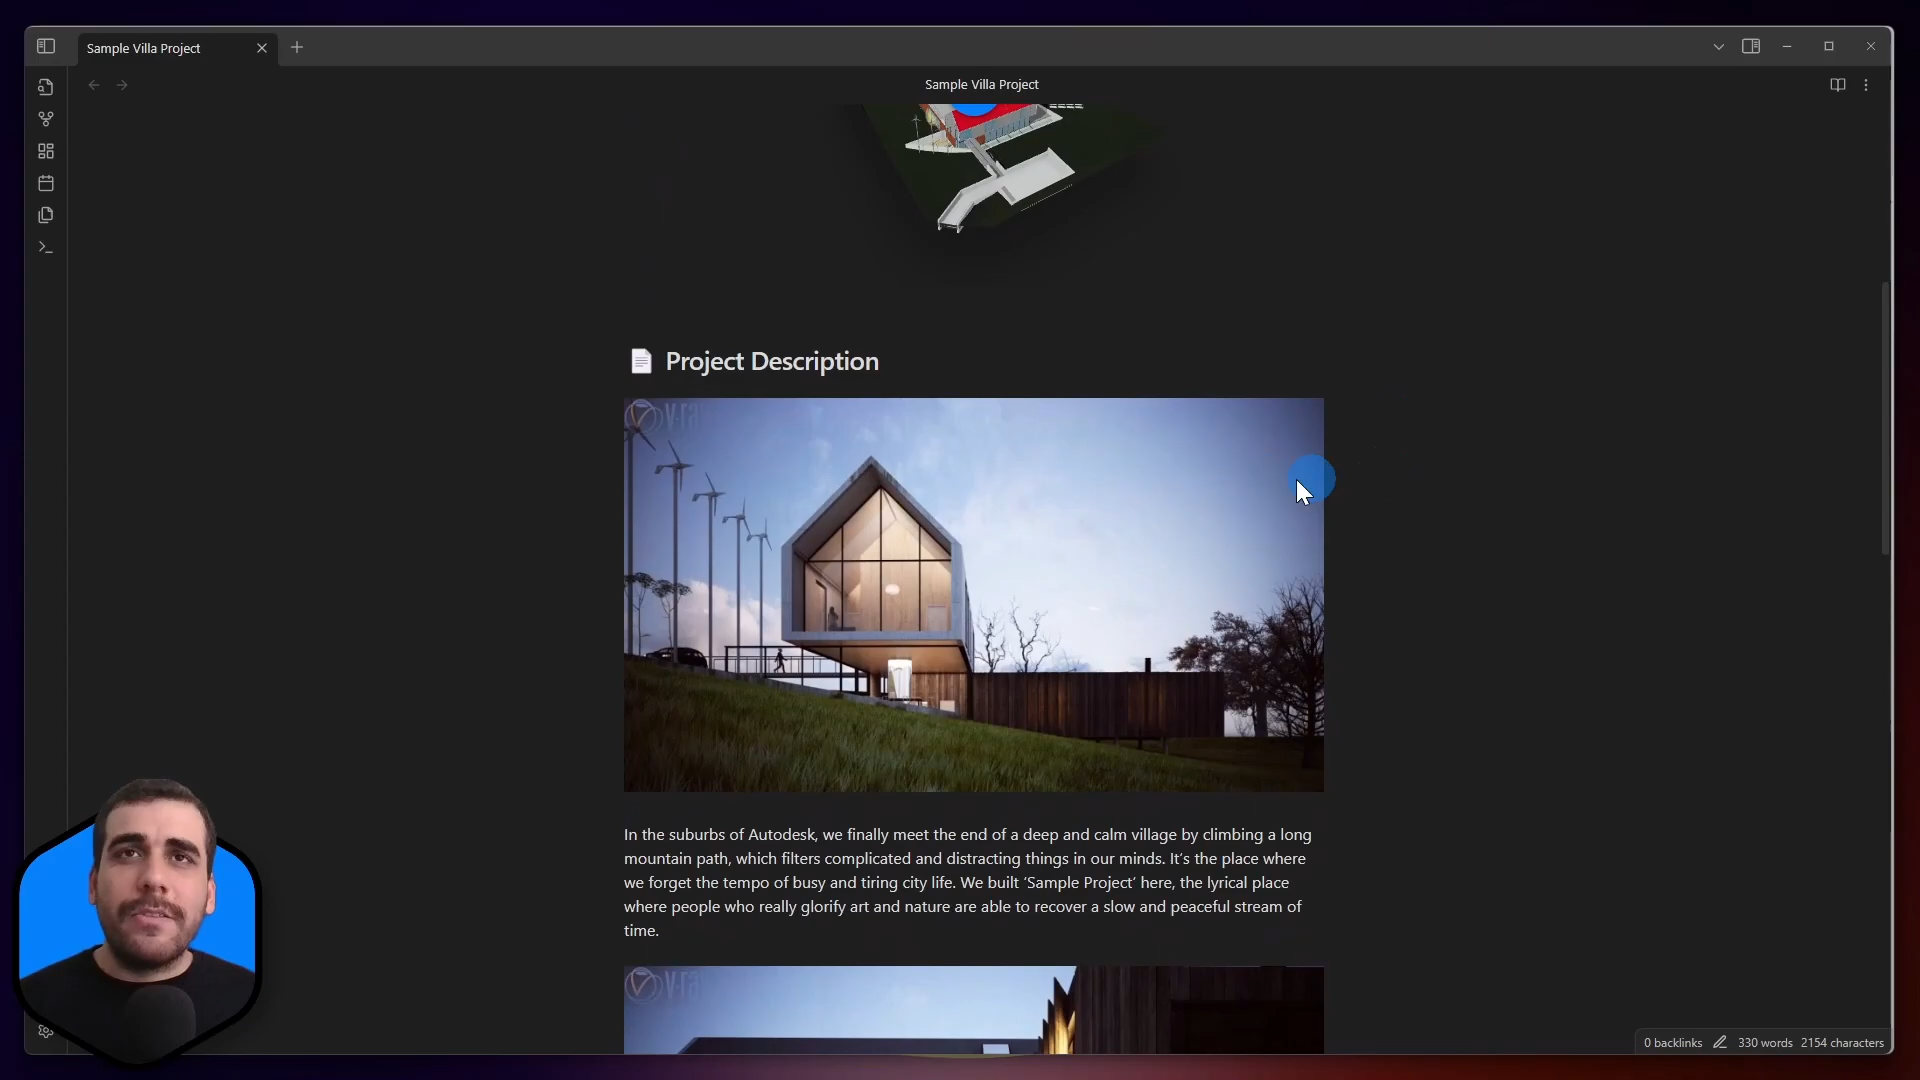 Sample Villa Project
Sample Villa Project
Project Description
v·ra
In the suburbs of Autodesk, we finally meet the end of a deep and calm village by climbing a long
mountain path, which filters complicated and distracting things in our minds. It's the place where
we forget the tempo of busy and tiring city life. We built ‘Sample Project’ here, the lyrical place
where people who really glorify art and nature are able to recover a slow and peaceful stream of
time.
v·ra
0 backlinks 330 words 2154 characters